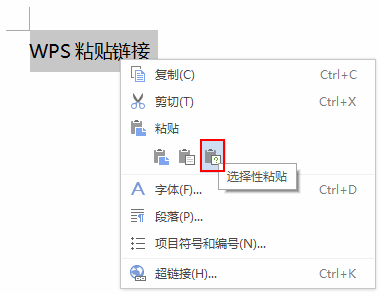 WPS 粘贴链接
复制(C) Ctrl+C
剪切(T) Ctrl+X
粘贴
选择性粘贴
字体(F)... Ctrl+D
段落(P)...
项目符号和编号(N)...
超链接(H)... Ctrl+K